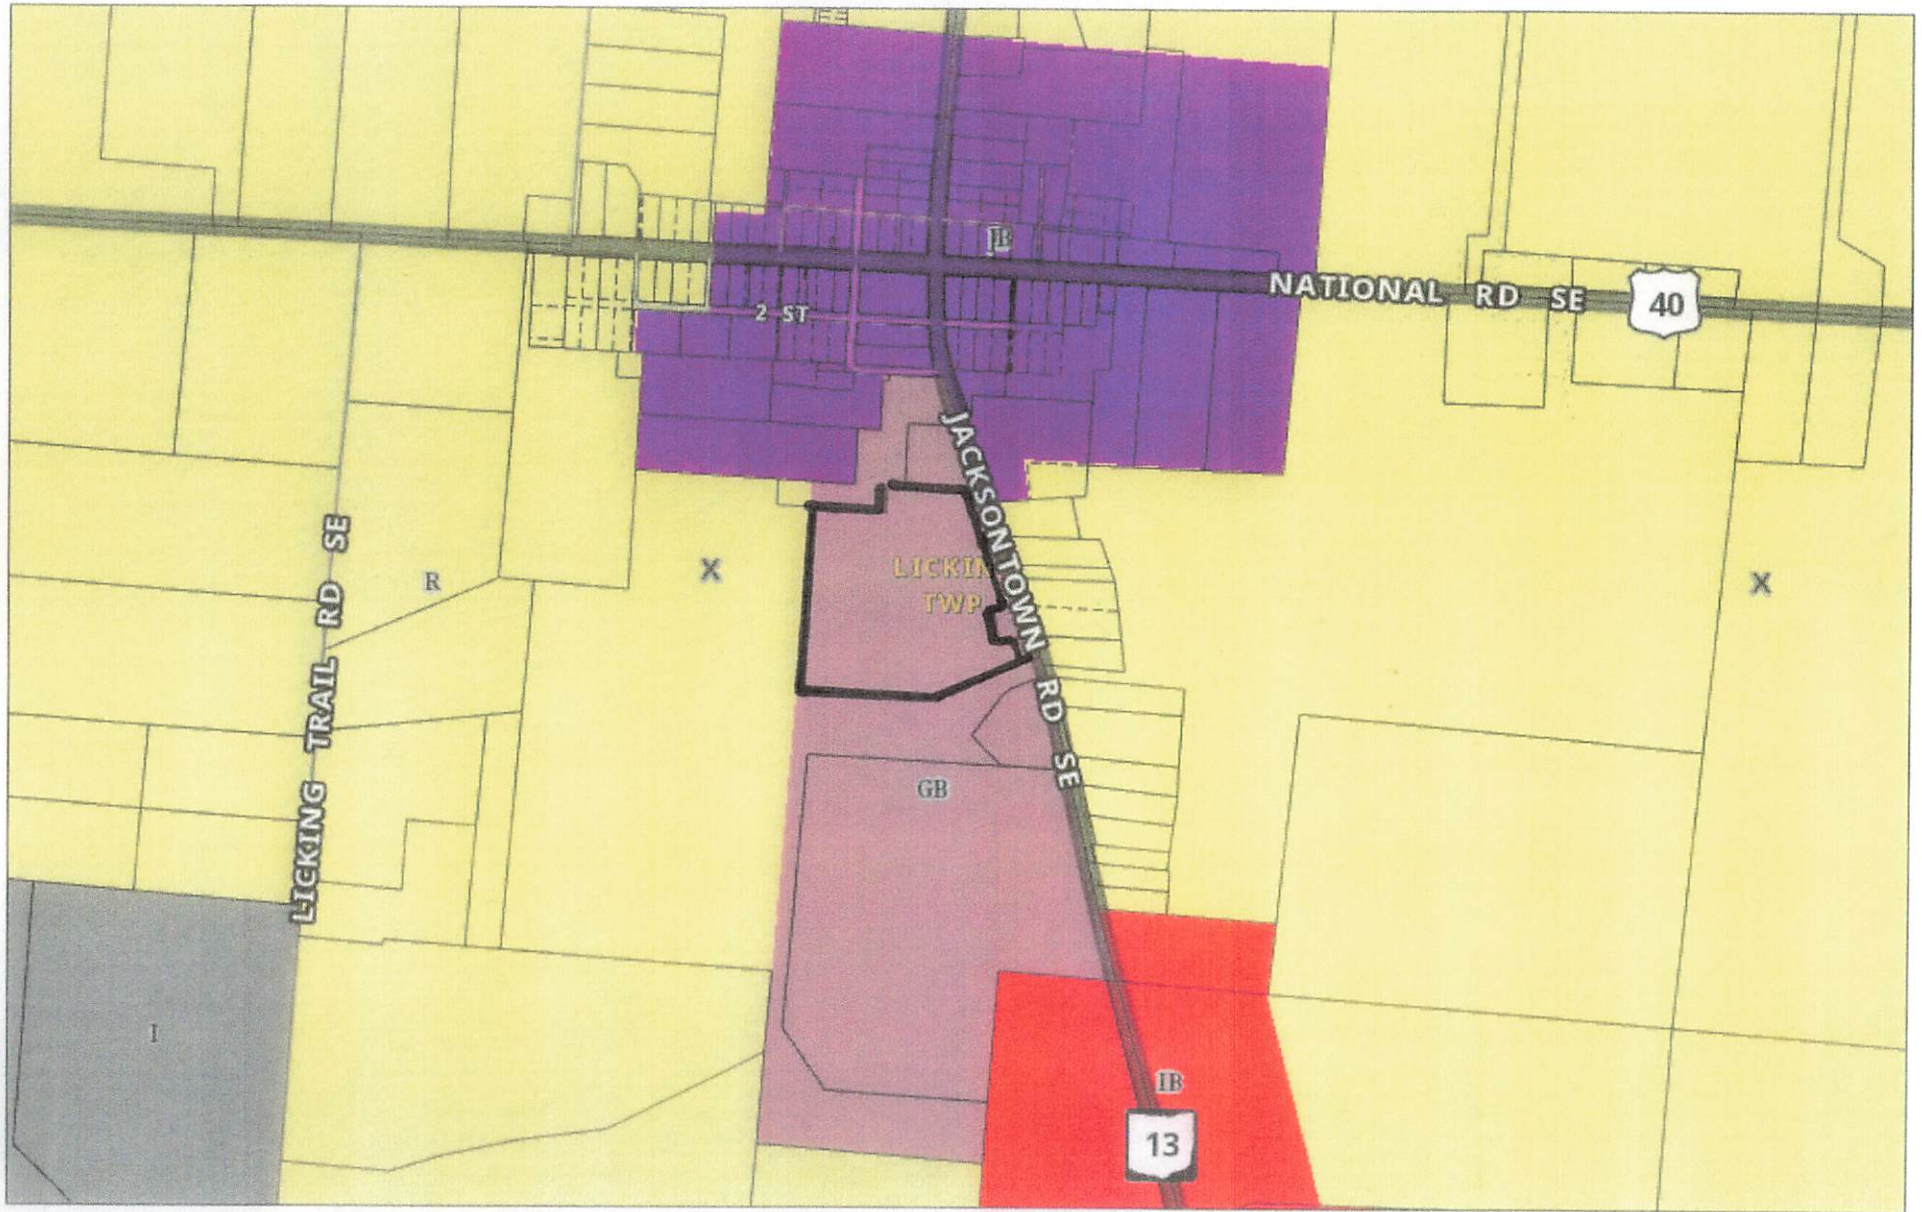 JB
NATIONAL RD SE
40
2 ST
JACKSONTOWN RD SE
LICKING TRAIL RD SE
R
X
LICKIN
TWP
X
GB
I
IB
13